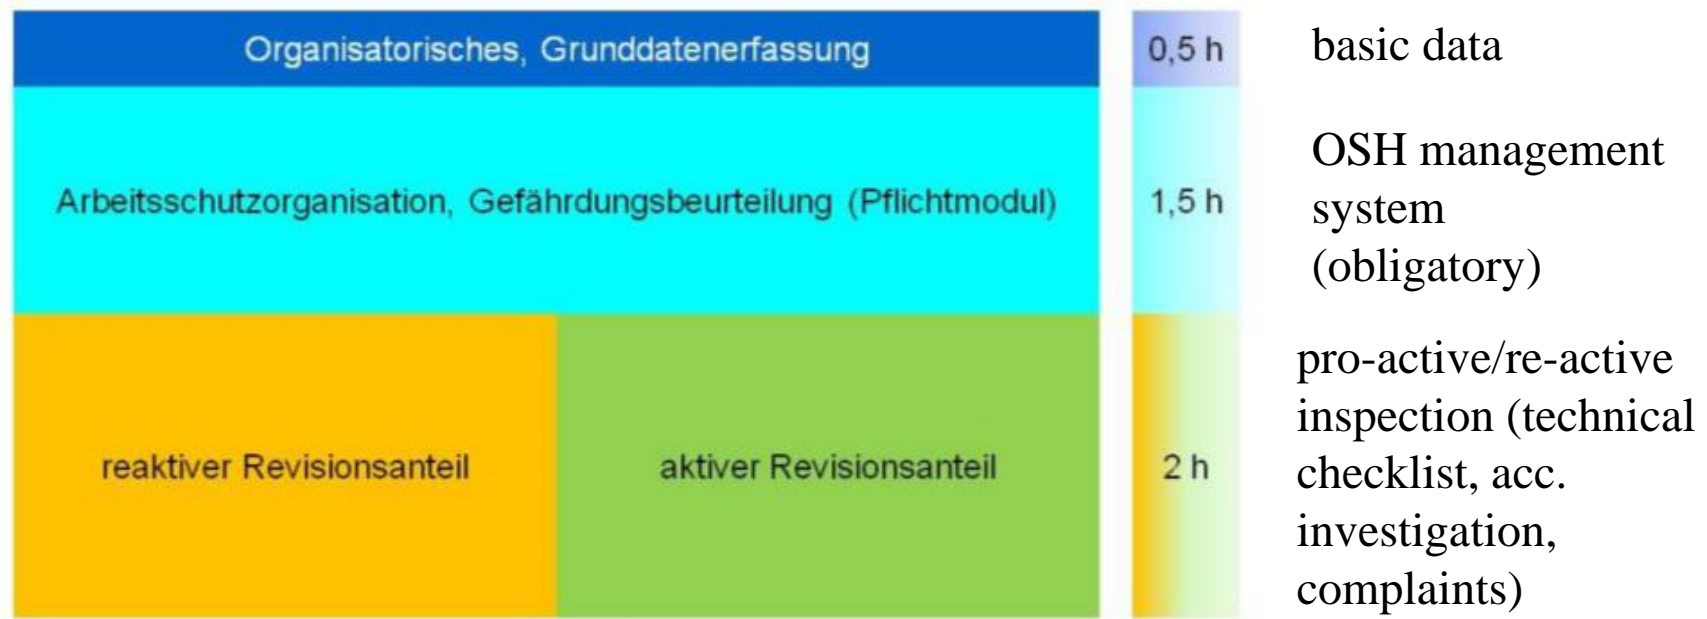 Organisatorisches, Grunddatenerfassung
0,5 h
basic data
Arbeitsschutzorganisation, Gefährdungsbeurteilung (Pflichtmodul)
1,5 h
OSH management
system
(obligatory)
reaktiver Revisionsanteil
aktiver Revisionsanteil
2 h
pro-active/re-active
inspection (technical
checklist, acc.
investigation,
complaints)